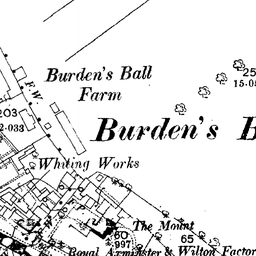 Burden's Ball
Farm
F. W.
25
15.0
203
2.033
Burden's B
Whiting Works
The Mount
60
.997
65
Royal Axminster & Wilton Factor